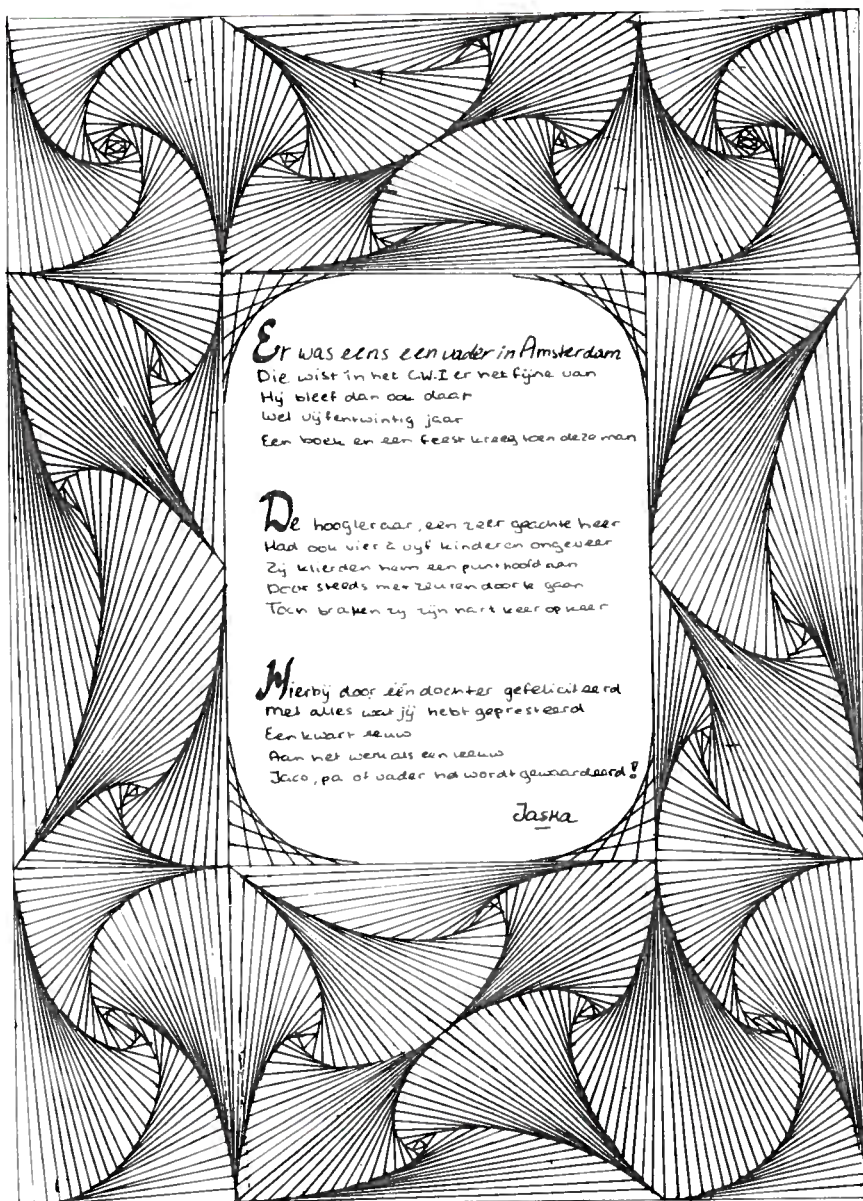 Er was eens een vader in Amsterdam
Die wist in het C.W.I er het fijne van
Hij bleef dan ook daar
Wel vijfentwintig jaar
Een boek en een feest kreeg toen deze man
De hoogleraar, een zeer geachte heer
Had ook vier à vijf kinderen ongeveer
Zij klierden hem een punthoofd aan
Door steeds met zeuren door te gaan
Toen braken zij zijn hart keer op keer
Hierbij door één dochter gefeliciteerd
Met alles wat jij hebt gepresteerd
Een kwart eeuw
Aan het werk als een leeuw
Jaco, pa of vader het wordt gewaardeerd!
Jaska